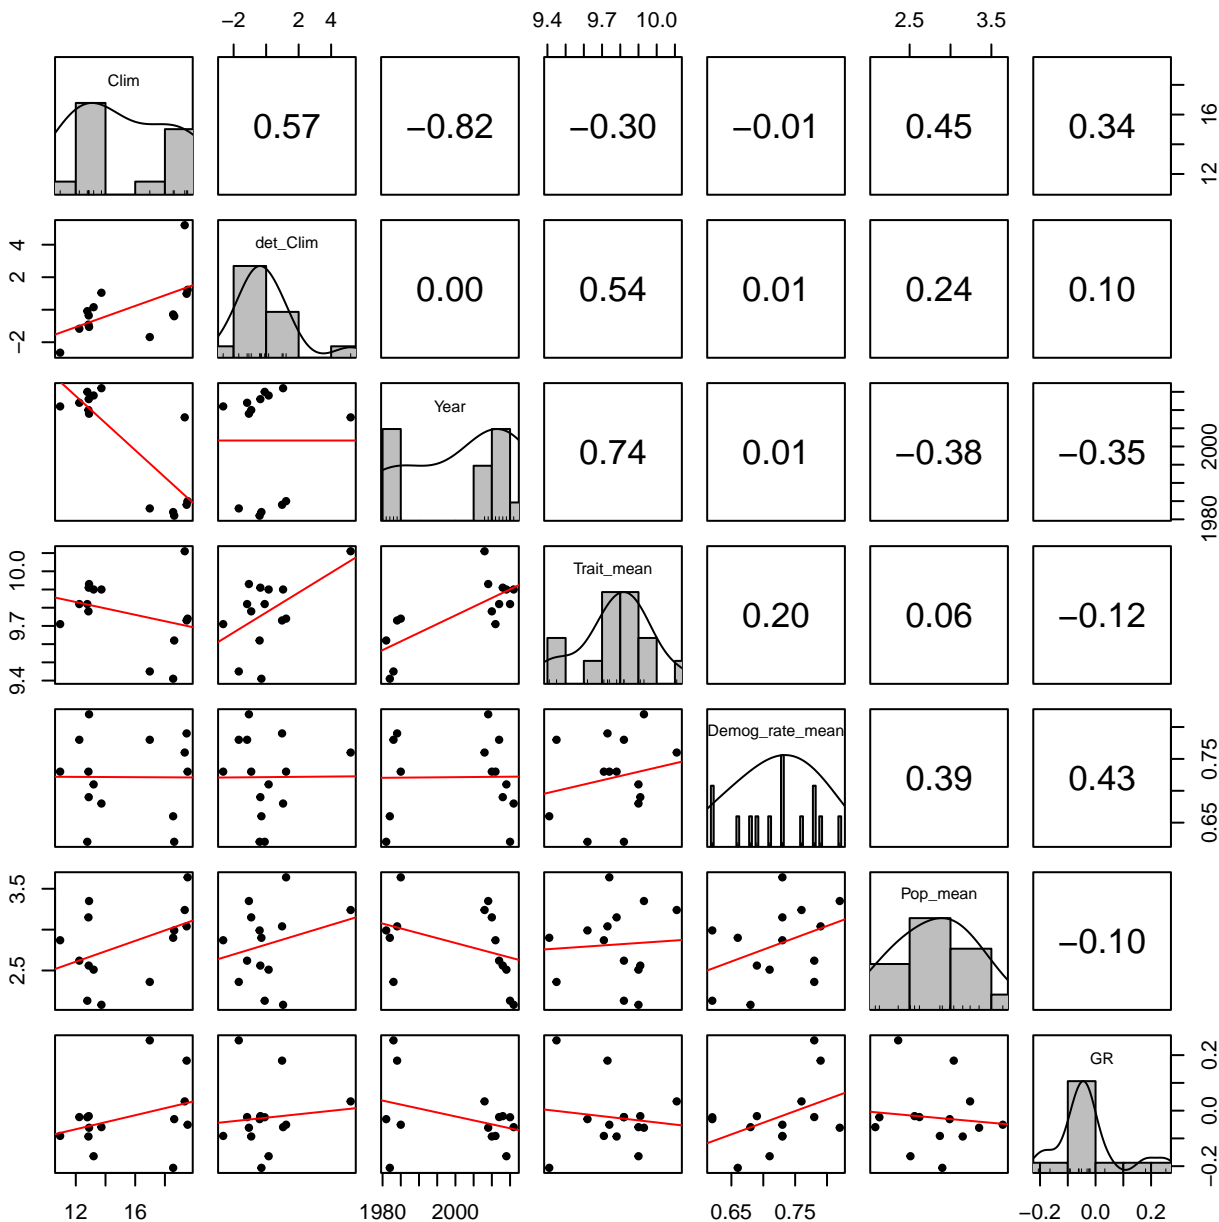 −2 2 4 9.4 9.7 10.0 2.5 3.5
Clim 0.57 −0.82 −0.30 −0.01 0.45 0.34 12 16
−2 2 4 det_Clim 0.00 0.54 0.01 0.24 0.10
Year 0.74 0.01 −0.38 −0.35 1980 2000
9.4 9.7 10.0 Trait_mean 0.20 0.06 −0.12
Demog_rate_mean 0.39 0.43 0.65 0.75
2.5 3.5 Pop_mean −0.10
GR −0.2 0.0 0.2
12 16 1980 2000 0.65 0.75 −0.2 0.0 0.2